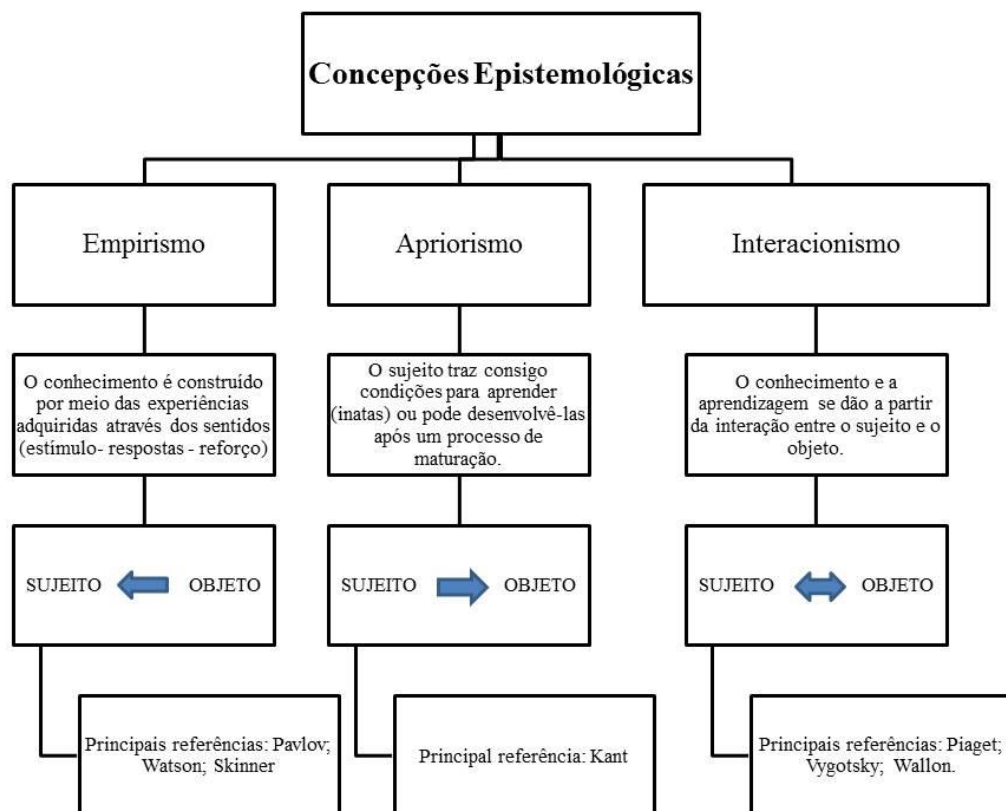 Concepções Epistemológicas
Empirismo
Apriorismo
Interacionismo
O conhecimento é construído
por meio das experiências
adquiridas através dos sentidos
(estímulo- respostas - reforço)
O sujeito traz consigo
condições para aprender
(inatas) ou pode desenvolvê-las
após um processo de
maturação.
O conhecimento e a
aprendizagem se dão a partir
da interação entre o sujeito e o
objeto.
SUJEITO OBJETO
SUJEITO OBJETO
SUJEITO OBJETO
Principais referências: Pavlov;
Watson; Skinner
Principal referência: Kant
Principais referências: Piaget;
Vygotsky; Wallon.